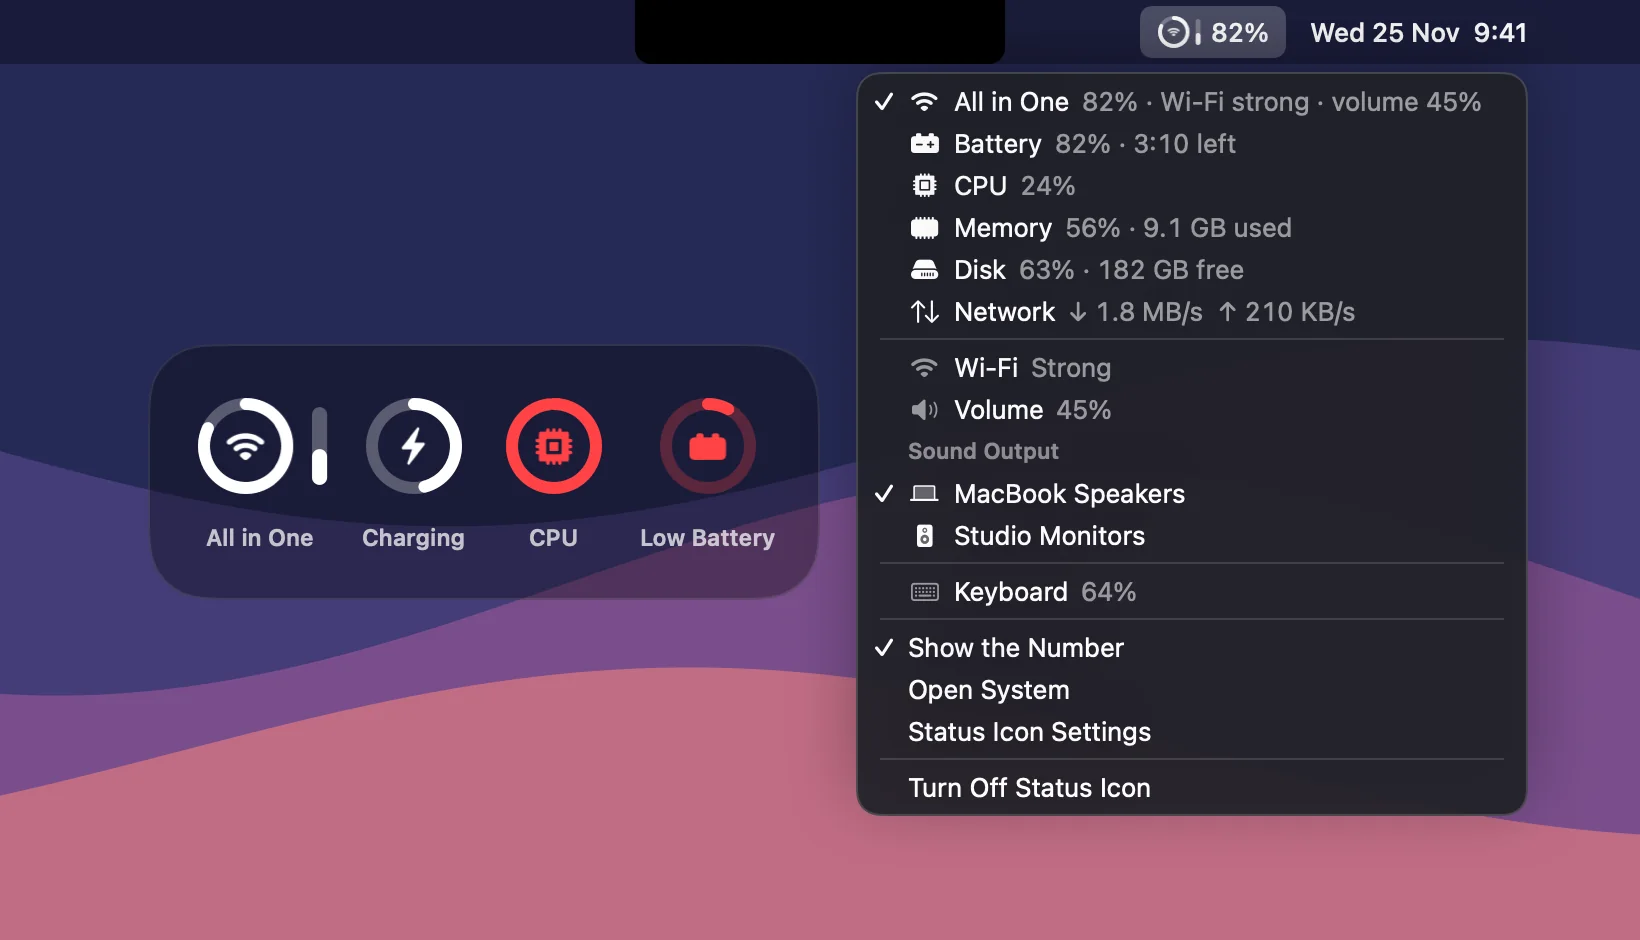 82% Wed 25 Nov 9:41
All in One 82% · Wi-Fi strong · volume 45%
Battery 82% · 3:10 left
CPU 24%
Memory 56% · 9.1 GB used
Disk 63% · 182 GB free
Network ↓ 1.8 MB/s ↑ 210 KB/s
Wi-Fi Strong
Volume 45%
Sound Output
MacBook Speakers
Studio Monitors
Keyboard 64%
Show the Number
Open System
Status Icon Settings
Turn Off Status Icon
All in One Charging CPU Low Battery